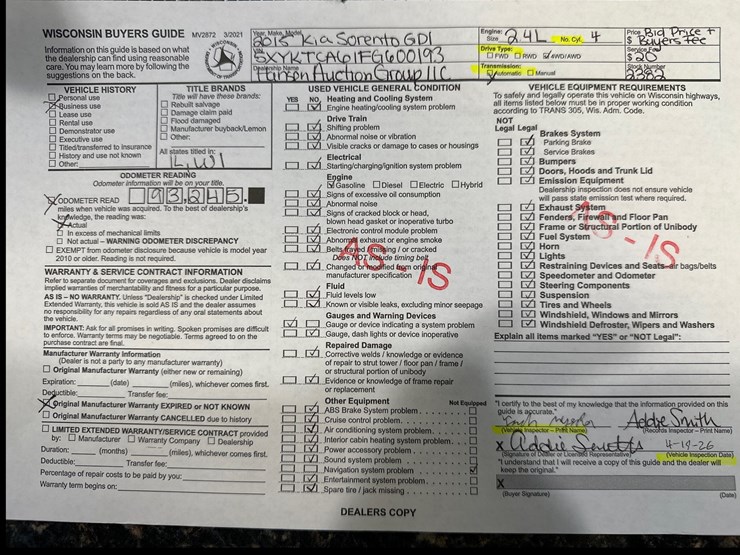 WISCONSIN BUYERS GUIDE MV2872 3/2021
Information on this guide is based on what
the dealership can find using reasonable
care. You may learn more by following the
suggestions on the back.
Year, Make, Model
2015 Kia Sorento GDI
VIN
5XYKTCA61FG600193
Dealership Name
Hansen Auction Group LLC
Engine:
Size 2.4L No. Cyl. 4
Drive Type:
FWD RWD 4WD/AWD
Transmission:
Automatic Manual
Price Bid Price +
$ Buyers Fee
Service Fee
$ 20
Stock Number
2382
VEHICLE HISTORY
Personal use
Business use
Lease use
Rental use
Demonstrator use
Executive use
Titled/transferred to insurance
History and use not known
Other:
TITLE BRANDS
Title will have these brands:
Rebuilt salvage
Damage claim paid
Flood damaged
Manufacturer buyback/Lemon
Other:
All states titled in:
ODOMETER READING
Odometer information will be on your title.
ODOMETER READ 093,245.
miles when vehicle was acquired. To the best of dealership's
knowledge, the reading was:
Actual
In excess of mechanical limits
Not actual – WARNING ODOMETER DISCREPANCY
EXEMPT from odometer disclosure because vehicle is model year
2010 or older. Reading is not required.
WARRANTY & SERVICE CONTRACT INFORMATION
Refer to separate document for coverages and exclusions. Dealer disclaims
implied warranties of merchantability and fitness for a particular purpose.
AS IS – NO WARRANTY. Unless "Dealership" is checked under Limited
Extended Warranty, this vehicle is sold AS IS and the dealer assumes
no responsibility for any repairs regardless of any oral statements about
the vehicle.
IMPORTANT: Ask for all promises in writing. Spoken promises are difficult
to enforce. Warranty terms may be negotiable. Terms agreed to on the
purchase contract are final.
Manufacturer Warranty Information
(Dealer is not a party to any manufacturer warranty)
Original Manufacturer Warranty (either new or remaining)
Expiration: (date) (miles), whichever comes first.
Deductible: Transfer fee:
Original Manufacturer Warranty EXPIRED or NOT KNOWN
Original Manufacturer Warranty CANCELLED due to history
LIMITED EXTENDED WARRANTY/SERVICE CONTRACT provided
by: Manufacturer Warranty Company Dealership
Duration: (months) (miles), whichever comes first.
Deductible: Transfer fee:
Percentage of repair costs to be paid by you:
Warranty term begins on:
USED VEHICLE GENERAL CONDITION
YES NO Heating and Cooling System
Engine heating/cooling system problem
Drive Train
Shifting problem
Abnormal noise or vibration
Visible cracks or damage to cases or housings
Electrical
Starting/charging/ignition system problem
Engine
Gasoline Diesel Electric Hybrid
Signs of excessive oil consumption
Abnormal noise
Signs of cracked block or head,
blown head gasket or inoperative turbo
Electronic control module problem
Abnormal exhaust or engine smoke
Does NOT include timing belt
manufacturer specification
Fluid
Fluid levels low
Known or visible leaks, excluding minor seepage
Gauges and Warning Devices
Gauge or device indicating a system problem
Gauge, dash lights or device inoperative
Repaired Damage
Corrective welds / knowledge or evidence
of repair to strut tower / floor pan / frame /
or structural portion of unibody
Evidence or knowledge of frame repair
or replacement
Other Equipment Not Equipped
ABS Brake System problem
Cruise control problem
Air conditioning system problem
Interior cabin heating system problem
Power accessory problem
Sound system problem
Navigation system problem
Entertainment system problem
Spare tire / jack missing
AS - IS
VEHICLE EQUIPMENT REQUIREMENTS
To safely and legally operate this vehicle on Wisconsin highways,
all items listed below must be in proper working condition
according to TRANS 305, Wis. Adm. Code.
NOT
Legal Legal
Brakes System
Parking Brake
Service Brakes
Bumpers
Doors, Hoods and Trunk Lid
Emission Equipment
Dealership inspection does not ensure vehicle
will pass state emission test where required.
Exhaust System
Fenders, Firewall and Floor Pan
Frame or Structural Portion of Unibody
Fuel System
Horn
Lights
Restraining Devices and Seats-air bags/belts
Speedometer and Odometer
Steering Components
Suspension
Tires and Wheels
Windshield, Windows and Mirrors
Windshield Defroster, Wipers and Washers
AS - IS
Explain all items marked "YES" or "NOT Legal":
"I certify to the best of my knowledge that the information provided on this
guide is accurate."
Addie Smith
(Vehicle Inspector – Print Name) (Records Inspector – Print Name)
X Addie Smith 4-19-26
(Signature of Dealer or Licensed Representative) (Vehicle Inspection Date)
"I understand that I will receive a copy of this guide and the dealer will
keep the original."
X
(Buyer Signature) (Date)
DEALERS COPY